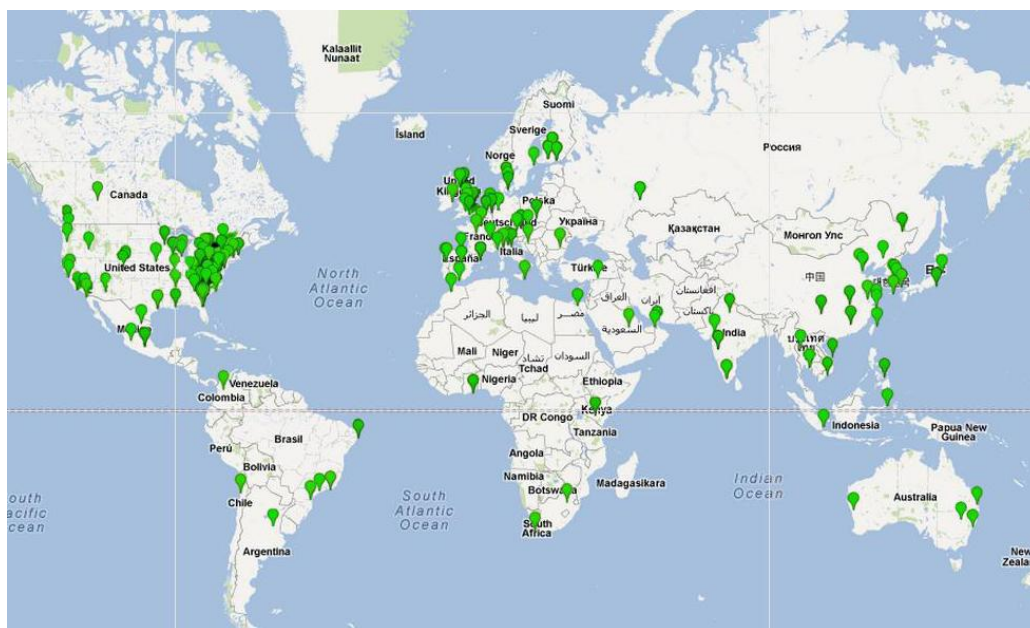 Kalaallit
Nunaat
Suomi
Sverige
Ísland
Norge
Россия
Canada
United
Polska
Deutschland
Україна
Қазақстан
Монгол Улс
France
Italia
España
Türkiye
United States
North
Atlantic
Ocean
中国
العراق
ایران
افغانستان
پاکستان
الجزائر
ليبيا
مصر
السعودية
India
Mali
Niger
تشاد
Tchad
السودان
Nigeria
Ethiopia
Venezuela
Colombia
DR Congo
Kenya
Tanzania
Indonesia
Papua New
Guinea
Brasil
Perú
Angola
Bolivia
Namibia
Botswana
Madagasikara
Indian
Ocean
Chile
South
Atlantic
Ocean
South
Africa
Australia
outh
acific
cean
Argentina
New
Zeala